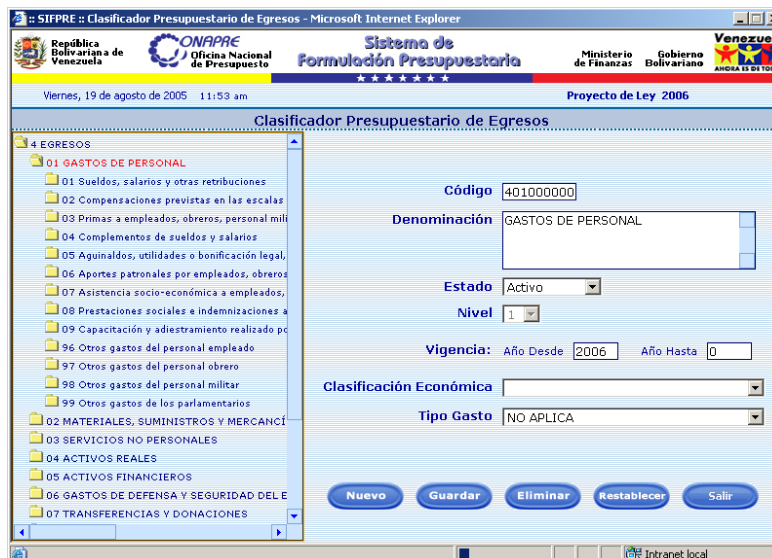 :: SIFPRE :: Clasificador Presupuestario de Egresos - Microsoft Internet Explorer
República
Bolivariana de
Venezuela
ONAPRE
Oficina Nacional
de Presupuesto
Sistema de
Formulación Presupuestaria
Ministerio
de Finanzas
Gobierno
Bolivariano
Venezue
AHORA ES DE TOD
Viernes, 19 de agosto de 2005 11:53 am
Proyecto de Ley 2006
Clasificador Presupuestario de Egresos
4 EGRESOS
01 GASTOS DE PERSONAL
01 Sueldos, salarios y otras retribuciones
02 Compensaciones previstas en las escalas
03 Primas a empleados, obreros, personal mili
04 Complementos de sueldos y salarios
05 Aguinaldos, utilidades o bonificación legal,
06 Aportes patronales por empleados, obreros
07 Asistencia socio-económica a empleados,
08 Prestaciones sociales e indemnizaciones a
09 Capacitación y adiestramiento realizado po
96 Otros gastos del personal empleado
97 Otros gastos del personal obrero
98 Otros gastos del personal militar
99 Otros gastos de los parlamentarios
02 MATERIALES, SUMINISTROS Y MERCANCÍ
03 SERVICIOS NO PERSONALES
04 ACTIVOS REALES
05 ACTIVOS FINANCIEROS
06 GASTOS DE DEFENSA Y SEGURIDAD DEL E
07 TRANSFERENCIAS Y DONACIONES
Código 401000000
Denominación GASTOS DE PERSONAL
Estado Activo
Nivel 1
Vigencia: Año Desde 2006 Año Hasta 0
Clasificación Económica
Tipo Gasto NO APLICA
Nuevo Guardar Eliminar Restablecer Salir
Intranet local